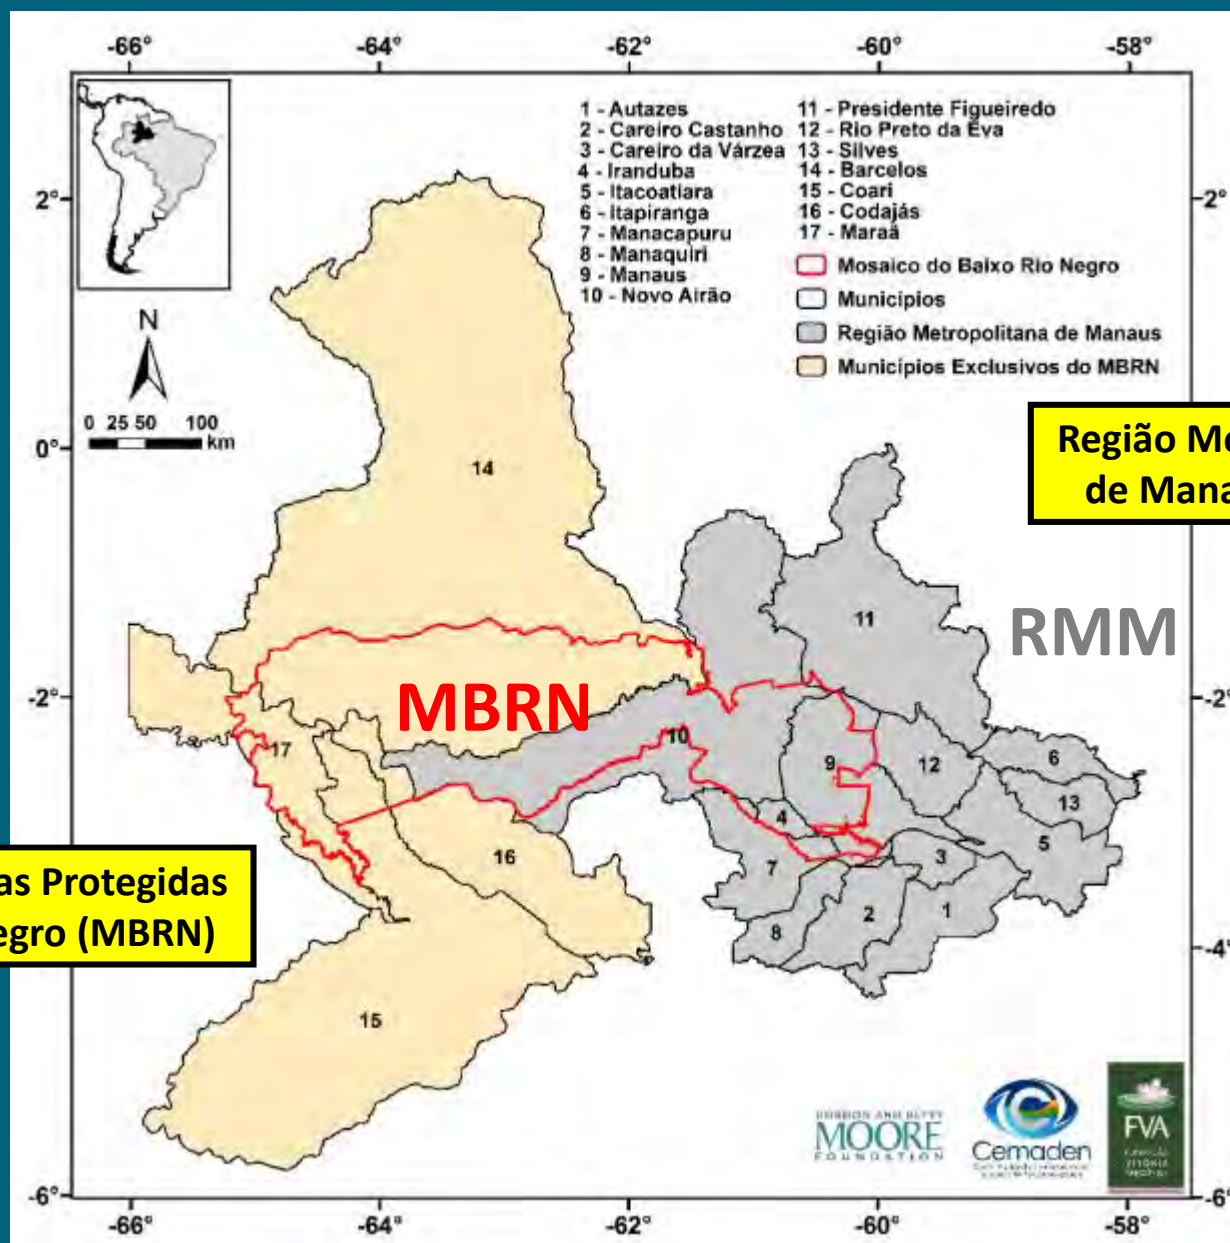 -66° -64° -62° -60° -58°
1 - Autazes
2 - Careiro Castanho
3 - Careiro da Várzea
4 - Iranduba
5 - Itacoatiara
6 - Itapiranga
7 - Manacapuru
8 - Manaquiri
9 - Manaus
10 - Novo Airão
11 - Presidente Figueiredo
12 - Rio Preto da Eva
13 - Silves
14 - Barcelos
15 - Coari
16 - Codajás
17 - Maraã
Mosaico do Baixo Rio Negro
Municípios
Região Metropolitana de Manaus
Municípios Exclusivos do MBRN
2° 2°
N
0 25 50 100
km
0°
Região Me
de Mana
14
11
RMM
-2° -2°
MBRN
17
10
9
12
6
13
4
5
16
7
3
2
1
8
as Protegidas
egro (MBRN)
-4°
15
GORDON AND BETTY
MOORE
FOUNDATION
Cemaden
FVA
-6° -6°
-66° -64° -62° -60° -58°